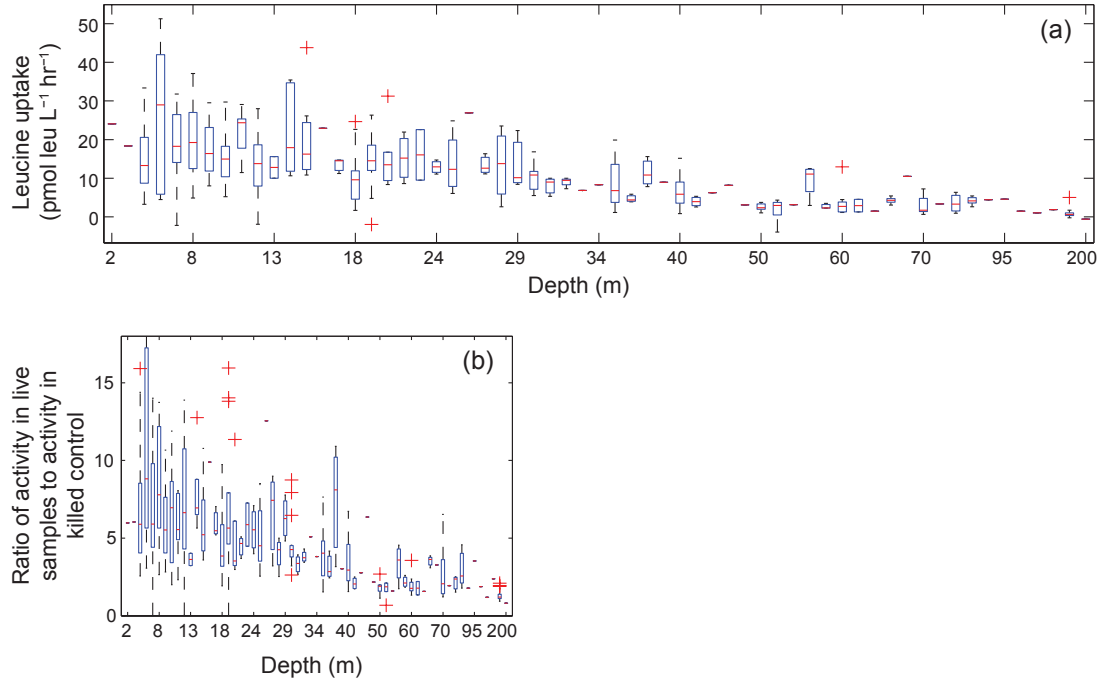 (a)
Leucine uptake
(pmol leu L⁻¹ hr⁻¹)
50
40
30
20
10
0
2 8 13 18 24 29 34 40 50 60 70 95 200
Depth (m)
(b)
Ratio of activity in live
samples to activity in
killed control
15
10
5
0
2 8 13 18 24 29 34 40 50 60 70 95 200
Depth (m)